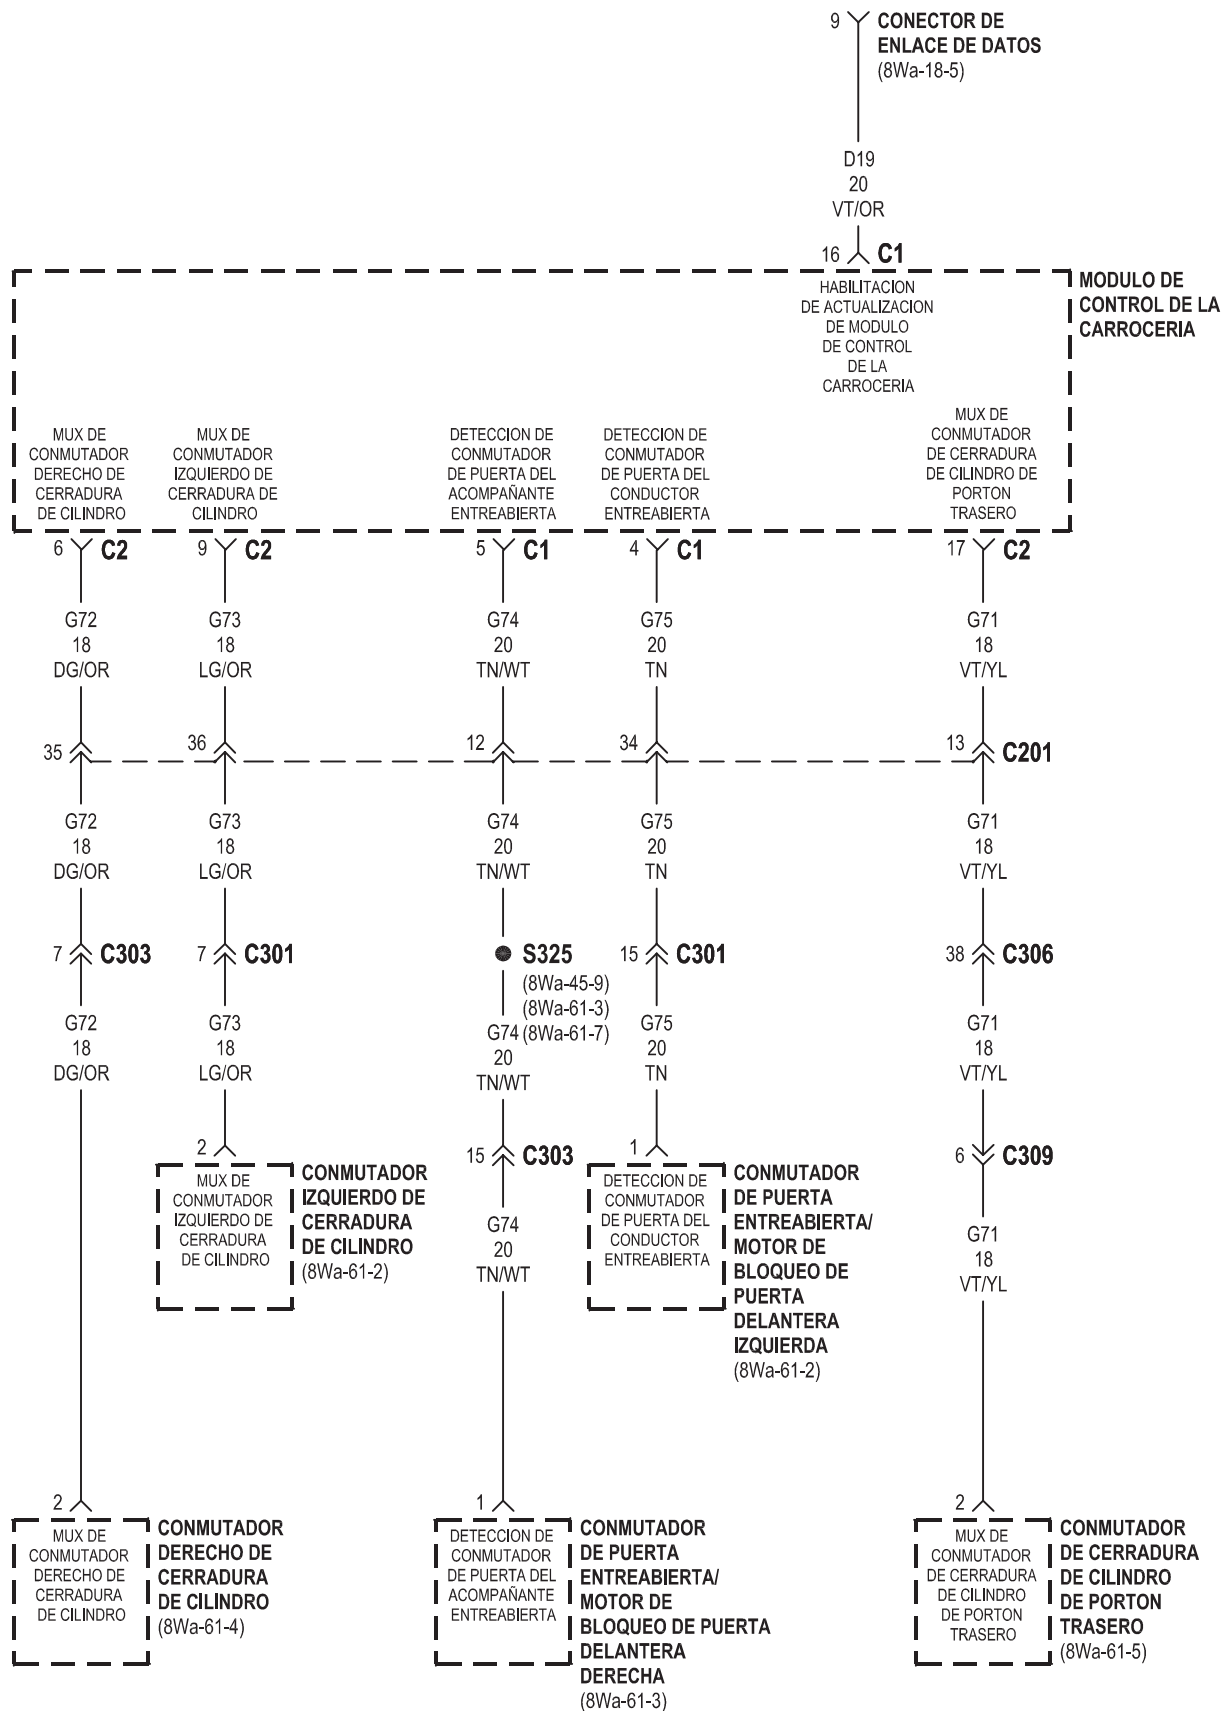 9 CONECTOR DE
ENLACE DE DATOS
(8Wa-18-5)
D19
20
VT/OR
16 C1
MODULO DE
CONTROL DE LA
CARROCERIA
HABILITACION
DE ACTUALIZACION
DE MODULO
DE CONTROL
DE LA
CARROCERIA
MUX DE
CONMUTADOR
DERECHO DE
CERRADURA
DE CILINDRO
MUX DE
CONMUTADOR
IZQUIERDO DE
CERRADURA DE
CILINDRO
DETECCION DE
CONMUTADOR
DE PUERTA DEL
ACOMPAÑANTE
ENTREABIERTA
DETECCION DE
CONMUTADOR
DE PUERTA DEL
CONDUCTOR
ENTREABIERTA
MUX DE
CONMUTADOR
DE CERRADURA
DE CILINDRO DE
PORTON
TRASERO
6 C2 9 C2 5 C1 4 C1 17 C2
G72 G73 G74 G75 G71
18 18 20 20 18
DG/OR LG/OR TN/WT TN VT/YL
35 36 12 34 13 C201
G72 G73 G74 G75 G71
18 18 20 20 18
DG/OR LG/OR TN/WT TN VT/YL
7 C303 7 C301 S325 15 C301 38 C306
(8Wa-45-9)
(8Wa-61-3)
(8Wa-61-7)
G72 G73 G74 G75 G71
18 18 20 20 18
DG/OR LG/OR TN/WT TN VT/YL
2 15 C303 1 6 C309
MUX DE
CONMUTADOR
IZQUIERDO DE
CERRADURA
DE CILINDRO
CONMUTADOR
IZQUIERDO DE
CERRADURA
DE CILINDRO
(8Wa-61-2)
G74
20
TN/WT
DETECCION DE
CONMUTADOR
DE PUERTA DEL
CONDUCTOR
ENTREABIERTA
CONMUTADOR
DE PUERTA
ENTREABIERTA/
MOTOR DE
BLOQUEO DE
PUERTA
DELANTERA
IZQUIERDA
(8Wa-61-2)
G71
18
VT/YL
2 1 2
MUX DE
CONMUTADOR
DERECHO DE
CERRADURA
DE CILINDRO
CONMUTADOR
DERECHO DE
CERRADURA
DE CILINDRO
(8Wa-61-4)
DETECCION DE
CONMUTADOR
DE PUERTA DEL
ACOMPAÑANTE
ENTREABIERTA
CONMUTADOR
DE PUERTA
ENTREABIERTA/
MOTOR DE
BLOQUEO DE PUERTA
DELANTERA
DERECHA
(8Wa-61-3)
MUX DE
CONMUTADOR
DE CERRADURA
DE CILINDRO
DE PORTON
TRASERO
CONMUTADOR
DE CERRADURA
DE CILINDRO
DE PORTON
TRASERO
(8Wa-61-5)